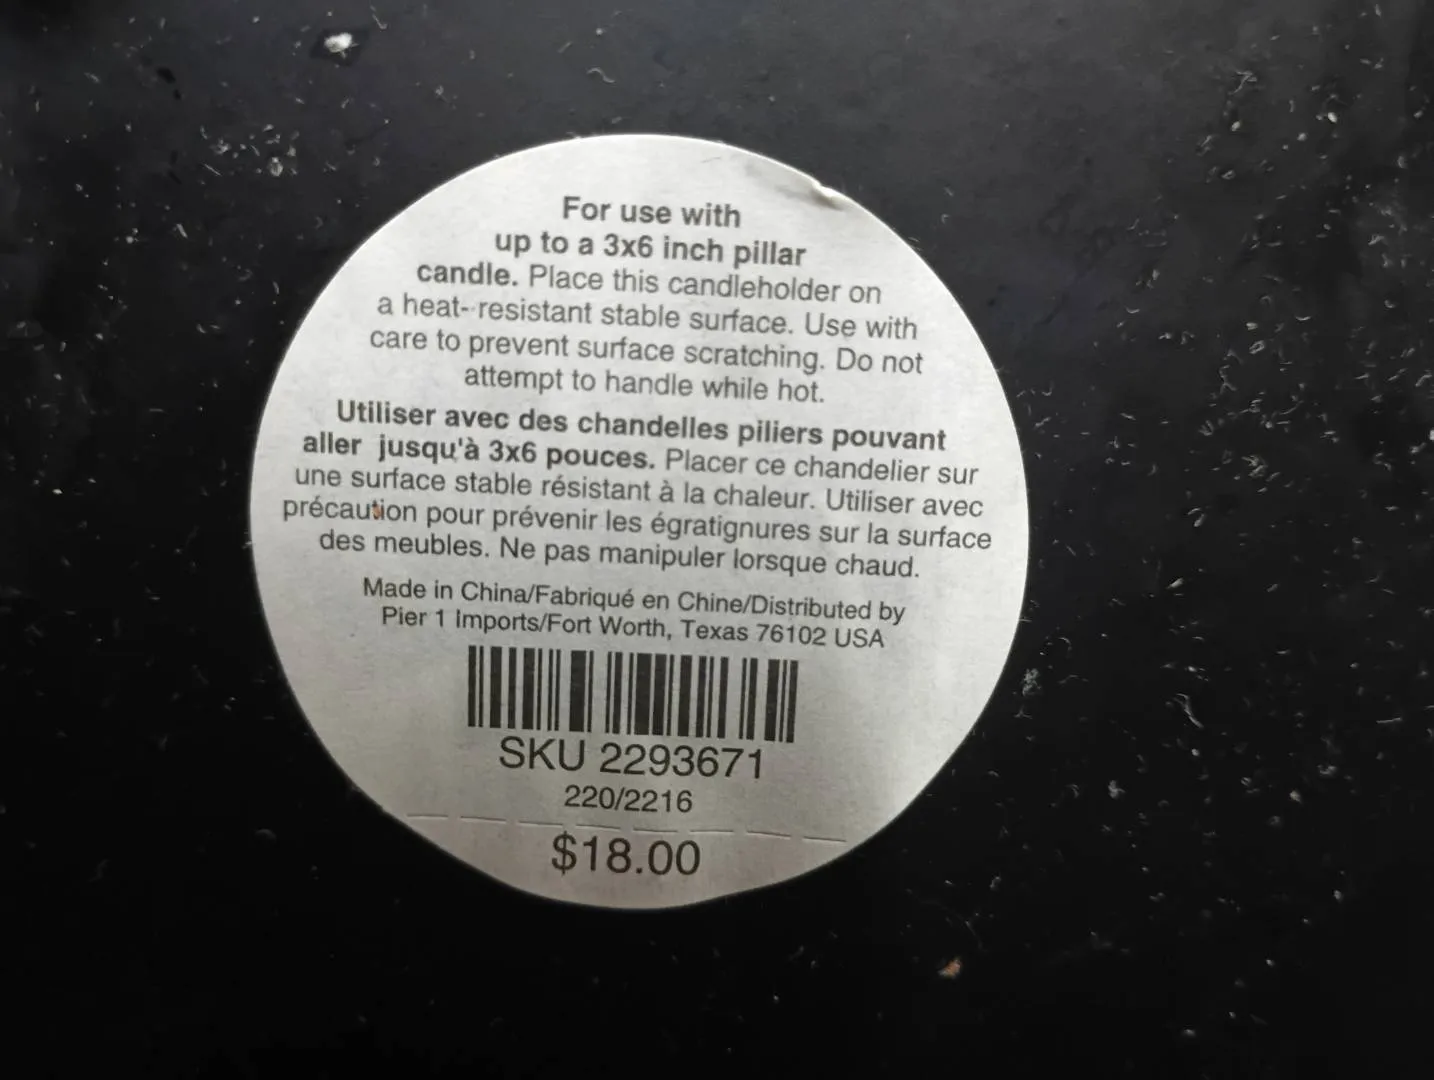 For use with
up to a 3x6 inch pillar
candle. Place this candleholder on
a heat- resistant stable surface. Use with
care to prevent surface scratching. Do not
attempt to handle while hot.
Utiliser avec des chandelles piliers pouvant
aller jusqu'à 3x6 pouces. Placer ce chandelier sur
une surface stable résistant à la chaleur. Utiliser avec
précaution pour prévenir les égratignures sur la surface
des meubles. Ne pas manipuler lorsque chaud.
Made in China/Fabriqué en Chine/Distributed by
Pier 1 Imports/Fort Worth, Texas 76102 USA
SKU 2293671
220/2216
$18.00